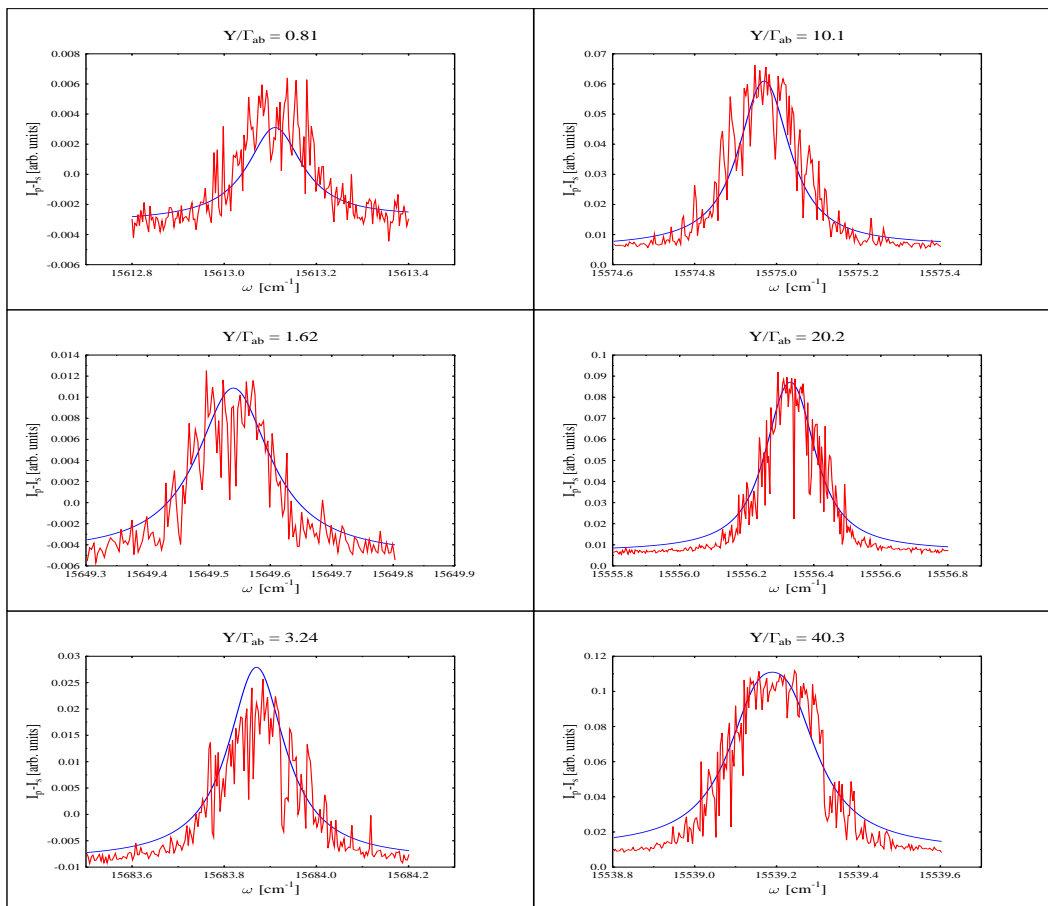 Y/Γab = 0.81
0.008
0.006
0.004
0.002
0.0
-0.002
-0.004
-0.006
Ip-Is [arb. units]
15612.8 15613.0 15613.2 15613.4
ω [cm-1]
Y/Γab = 10.1
0.07
0.06
0.05
0.04
0.03
0.02
0.01
0.0
Ip-Is [arb. units]
15574.6 15574.8 15575.0 15575.2 15575.4
ω [cm-1]
Y/Γab = 1.62
0.014
0.012
0.010
0.008
0.006
0.004
0.002
0.0
-0.002
-0.004
-0.006
Ip-Is [arb. units]
15649.3 15649.4 15649.5 15649.6 15649.7 15649.8 15649.9
ω [cm-1]
Y/Γab = 20.2
0.1
0.09
0.08
0.07
0.06
0.05
0.04
0.03
0.02
0.01
0.0
Ip-Is [arb. units]
15555.8 15556.0 15556.2 15556.4 15556.6 15556.8
ω [cm-1]
Y/Γab = 3.24
0.03
0.025
0.02
0.015
0.01
0.005
0.0
-0.005
-0.01
Ip-Is [arb. units]
15683.6 15683.8 15684.0 15684.2
ω [cm-1]
Y/Γab = 40.3
0.12
0.1
0.08
0.06
0.04
0.02
0.0
Ip-Is [arb. units]
15538.8 15539.0 15539.2 15539.4 15539.6
ω [cm-1]